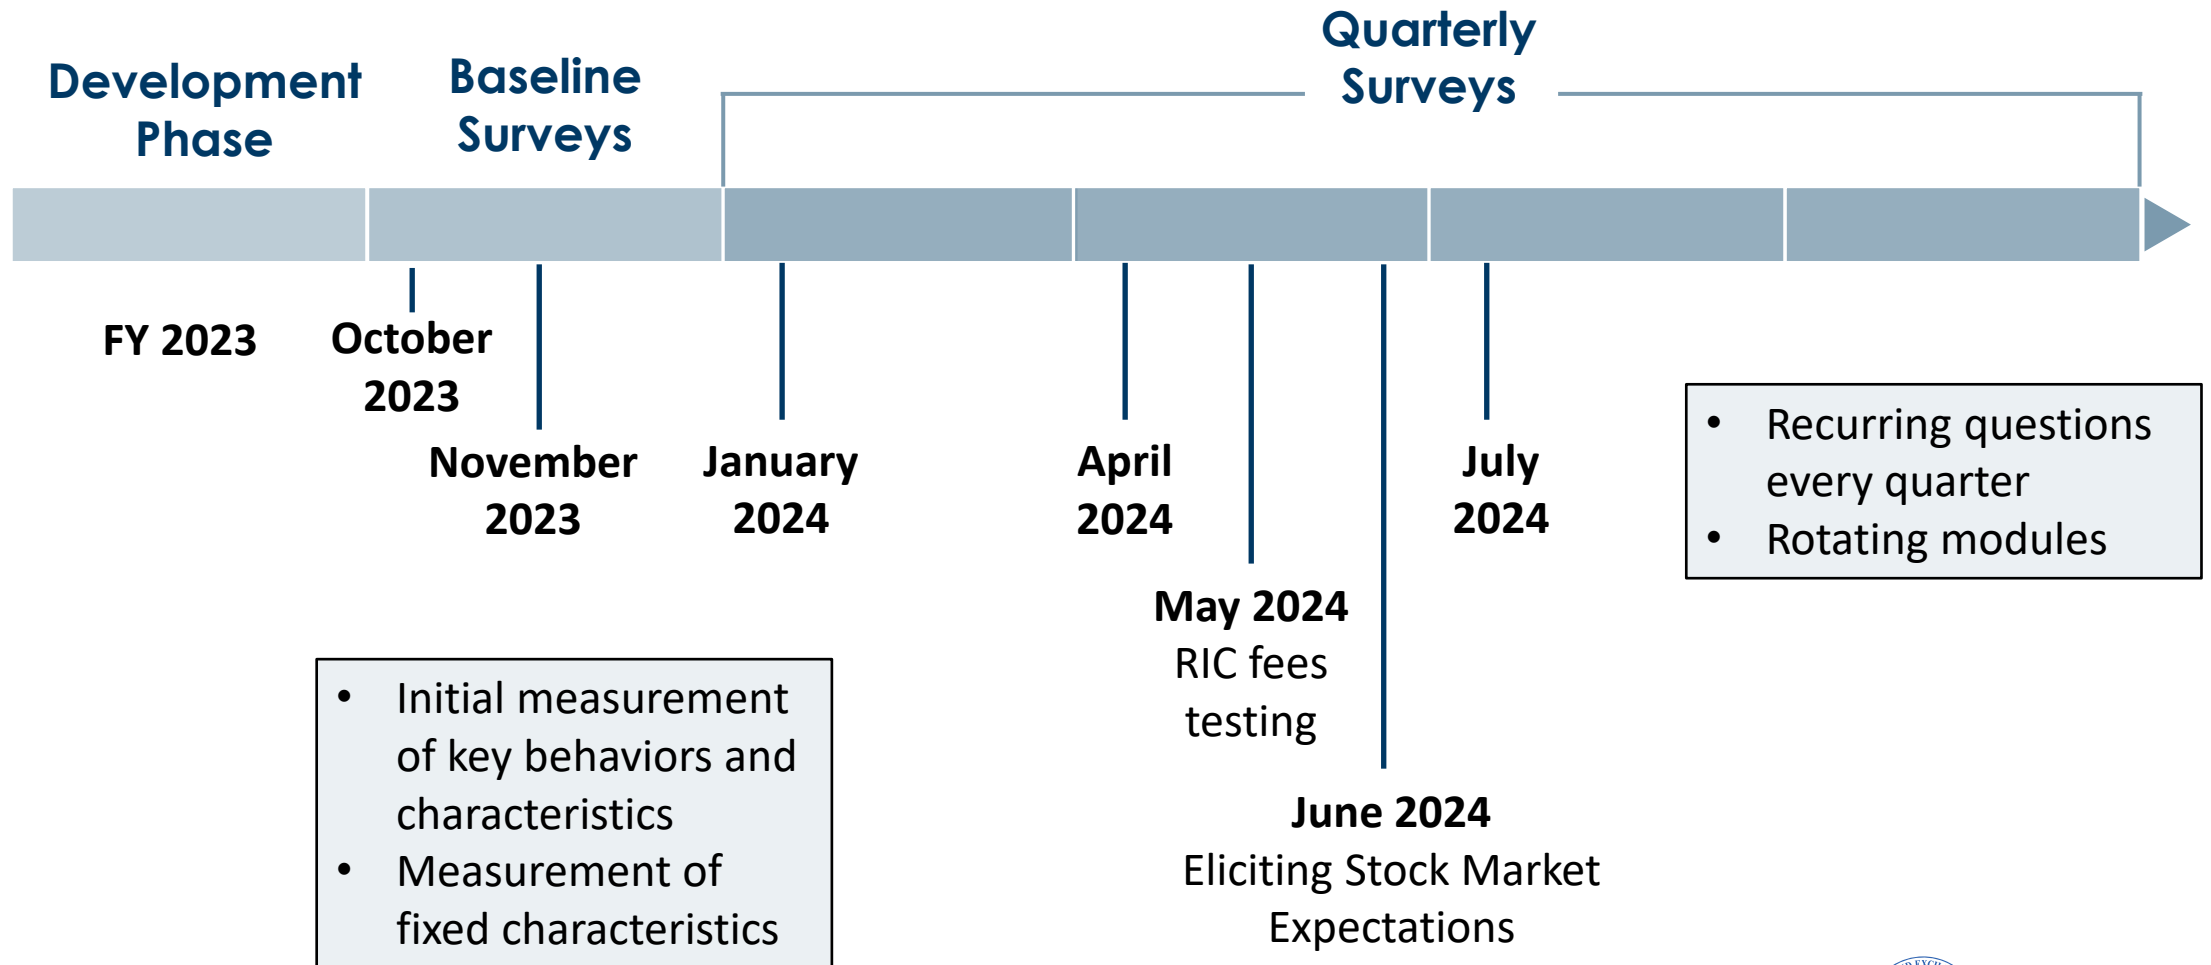 Development
Phase
Baseline
Surveys
Quarterly
Surveys
FY 2023
October
2023
November
2023
January
2024
April
2024
May 2024
RIC fees
testing
June 2024
Eliciting Stock Market
Expectations
July
2024
• Initial measurement
of key behaviors and
characteristics
• Measurement of
fixed characteristics
• Recurring questions
every quarter
• Rotating modules